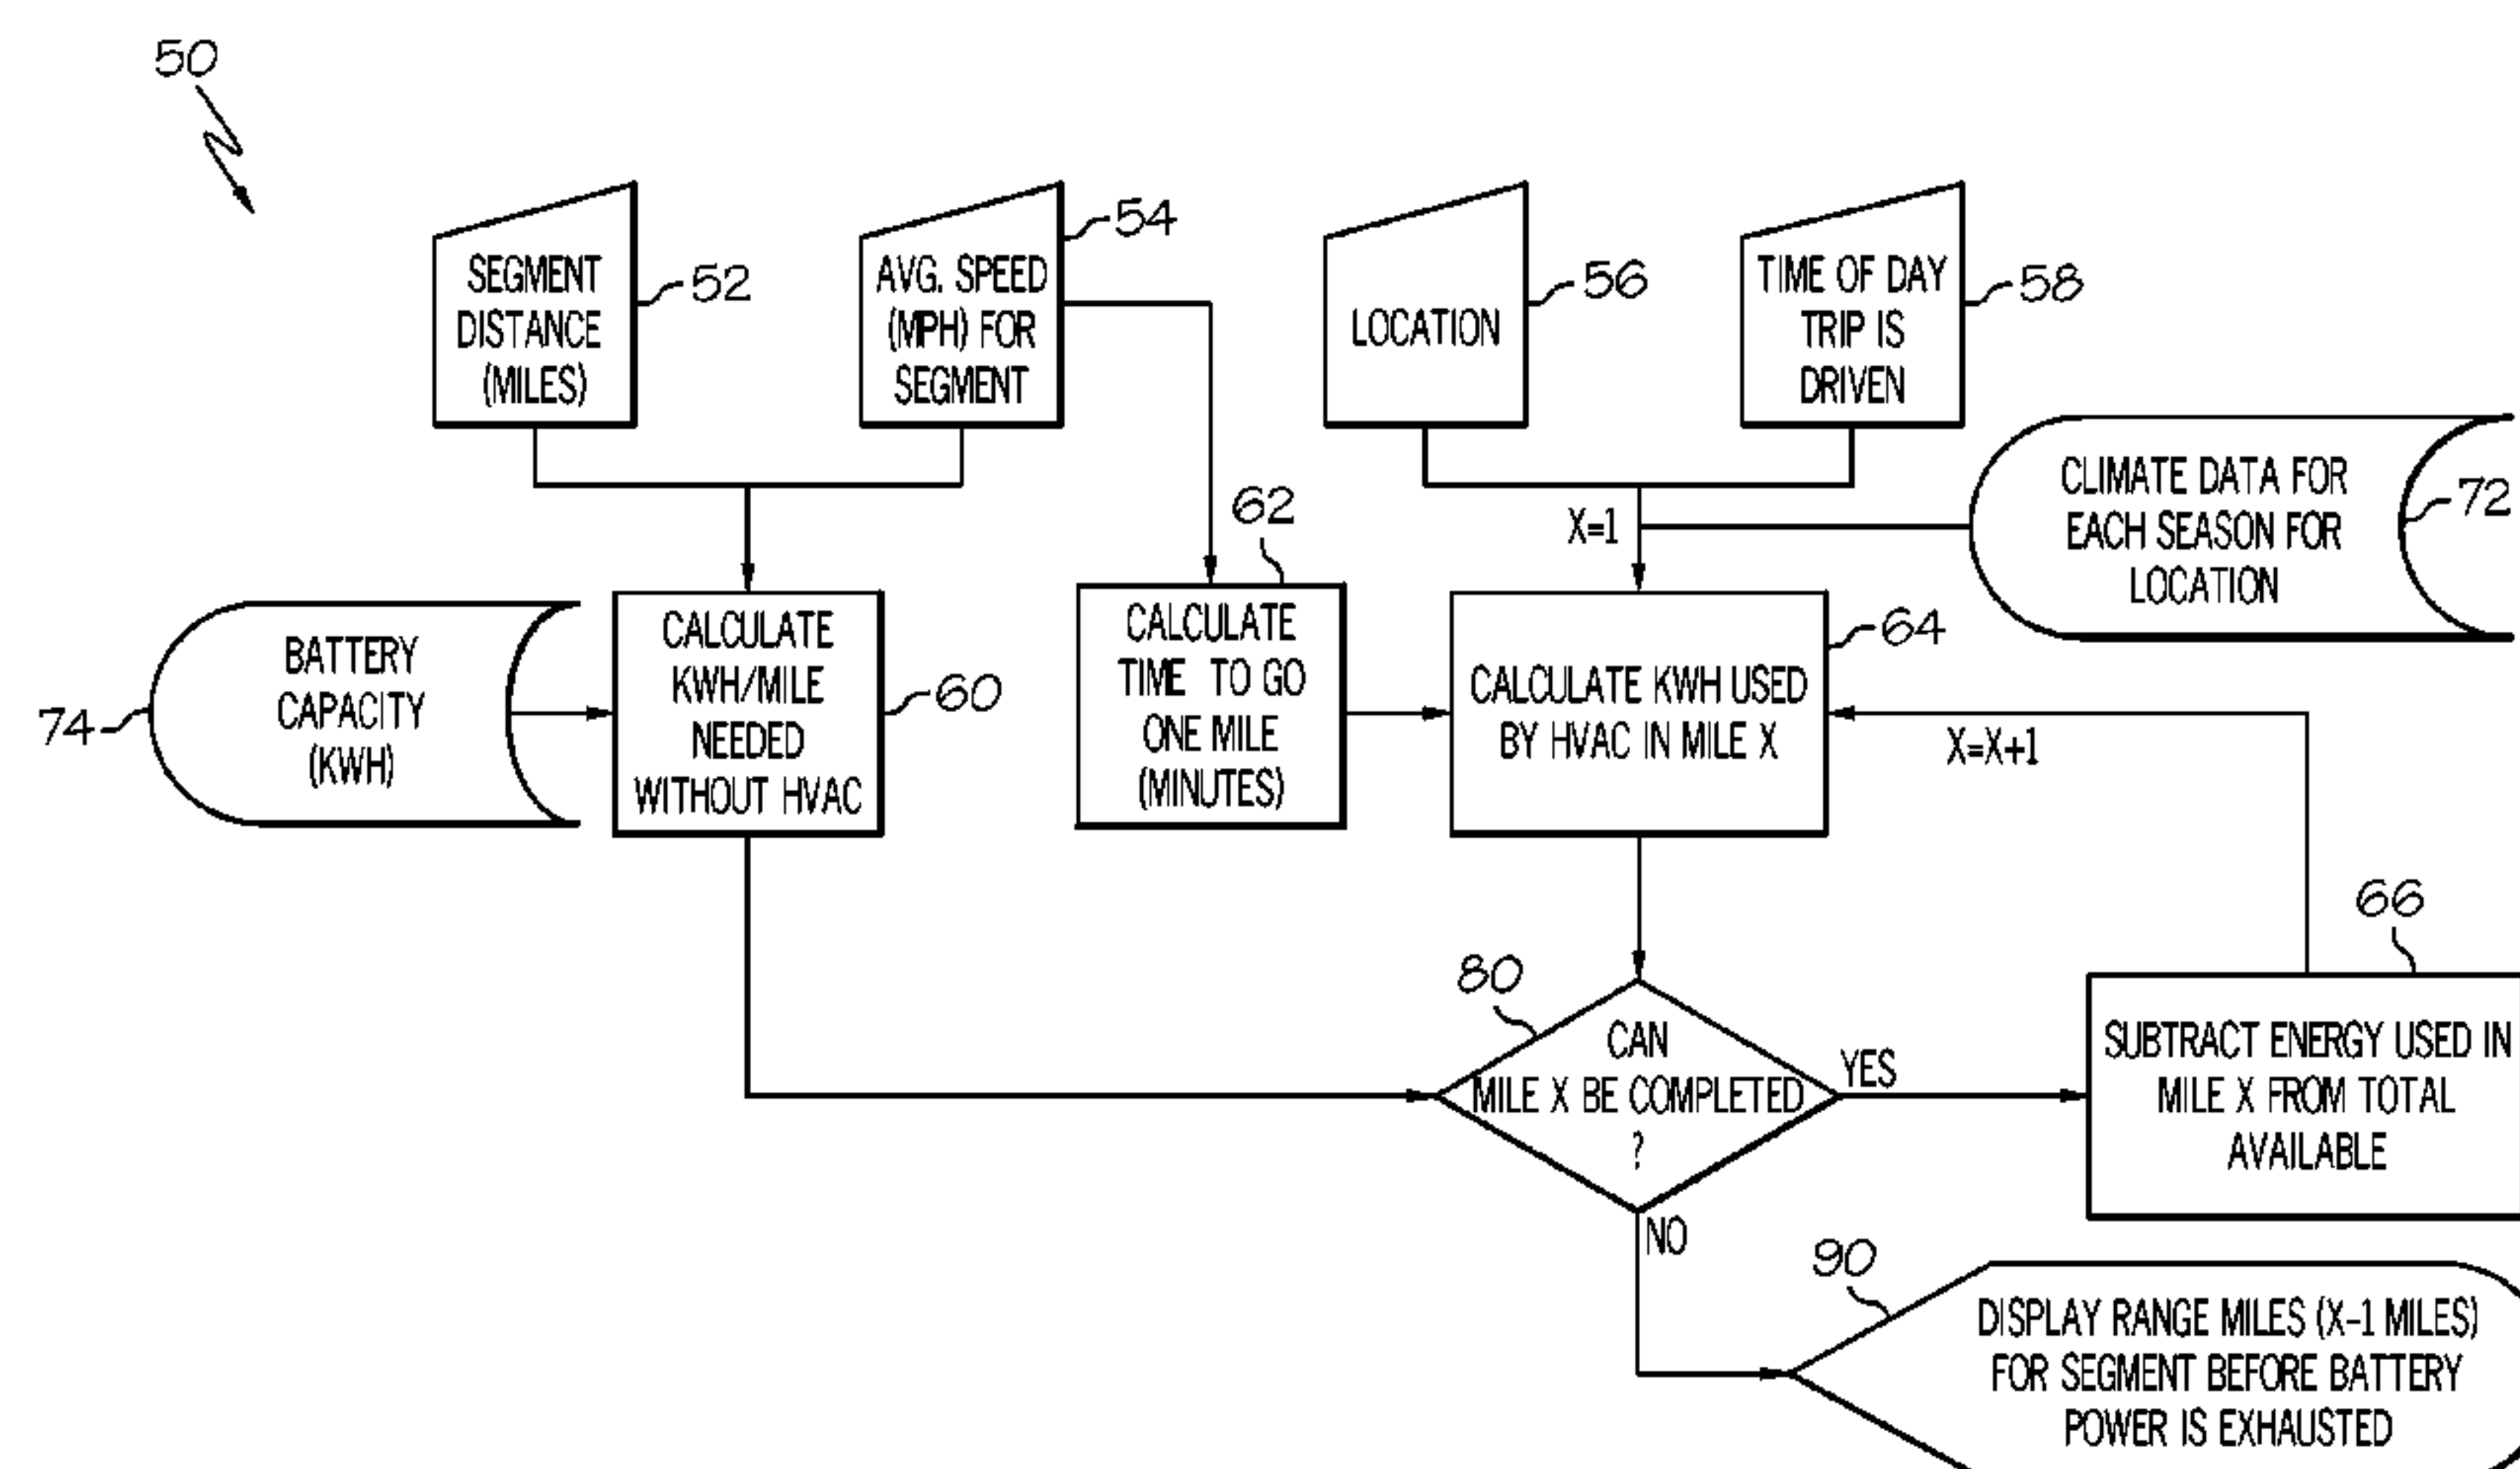 50
SEGMENT
DISTANCE
(MILES)
52
AVG. SPEED
(MPH) FOR
SEGMENT
54
LOCATION
56
TIME OF DAY
TRIP IS
DRIVEN
58
CLIMATE DATA FOR
EACH SEASON FOR
LOCATION
72
X=1
62
BATTERY
CAPACITY
(KWH)
74
CALCULATE
KWH/MILE
NEEDED
WITHOUT HVAC
60
CALCULATE
TIME TO GO
ONE MILE
(MINUTES)
CALCULATE KWH USED
BY HVAC IN MILE X
64
X=X+1
66
80
CAN
MILE X BE COMPLETED
?
YES
SUBTRACT ENERGY USED IN
MILE X FROM TOTAL
AVAILABLE
NO
90
DISPLAY RANGE MILES (X-1 MILES)
FOR SEGMENT BEFORE BATTERY
POWER IS EXHAUSTED